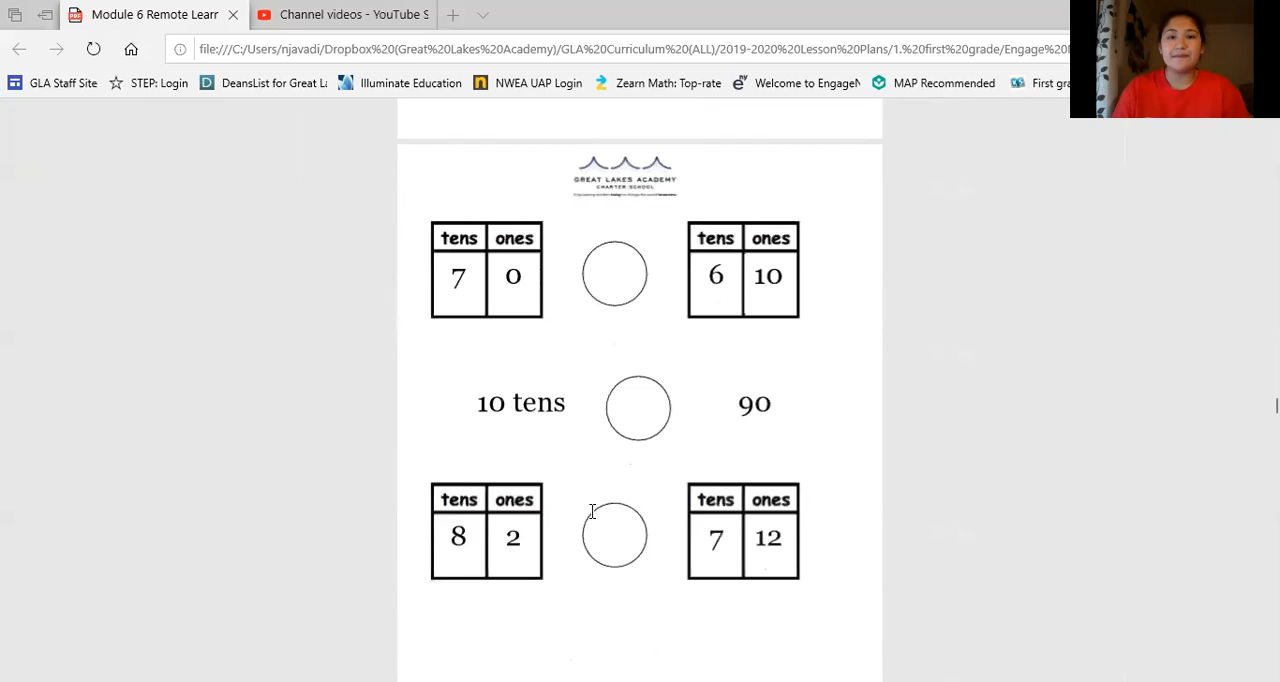 Module 6 Remote Learn
Channel videos - YouTube S
file:///C:/Users/njavadi/Dropbox%20(Great%20Lakes%20Academy)/GLA%20Curriculum%20(ALL)/2019-2020%20Lesson%20Plans/1.%20first%20grade/Engage%20
GLA Staff Site
STEP: Login
DeansList for Great La
Illuminate Education
NWEA UAP Login
Zearn Math: Top-rate
Welcome to EngageN
MAP Recommended
First gra
GREAT LAKES ACADEMY
CHARTER SCHOOL
tens ones tens ones
7 0 6 10
10 tens 90
tens ones tens ones
8 2 7 12